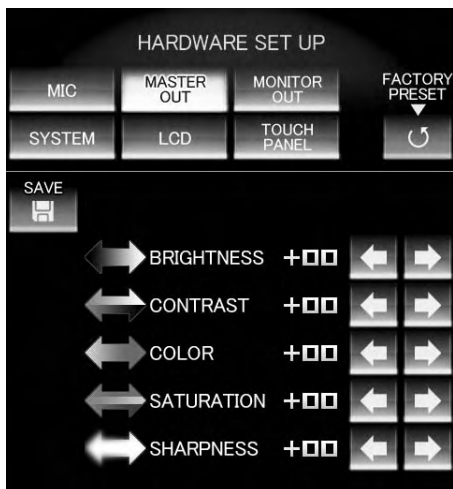 HARDWARE SET UP
MIC
MASTER
OUT
MONITOR
OUT
FACTORY
PRESET
SYSTEM
LCD
TOUCH
PANEL
SAVE
BRIGHTNESS +00
CONTRAST +00
COLOR +00
SATURATION +00
SHARPNESS +00